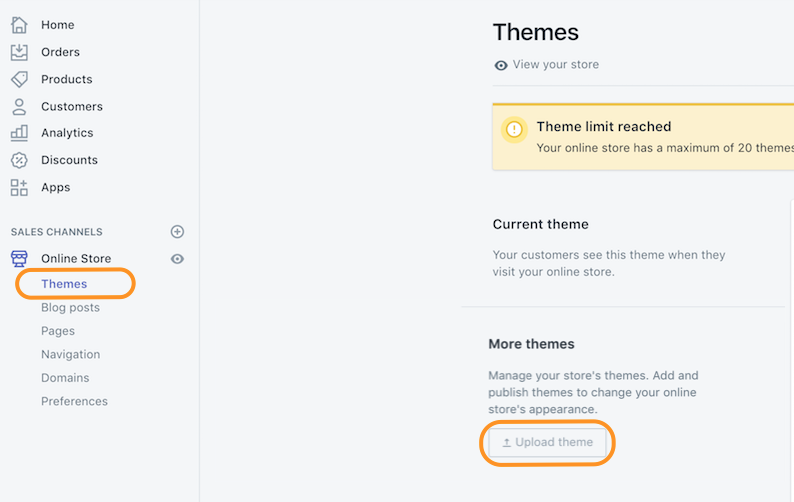 Home
Orders
Products
Customers
Analytics
Discounts
Apps
SALES CHANNELS
Online Store
Themes
Blog posts
Pages
Navigation
Domains
Preferences
Themes
View your store
Theme limit reached
Your online store has a maximum of 20 themes
Current theme
Your customers see this theme when they
visit your online store.
More themes
Manage your store's themes. Add and
publish themes to change your online
store's appearance.
Upload theme